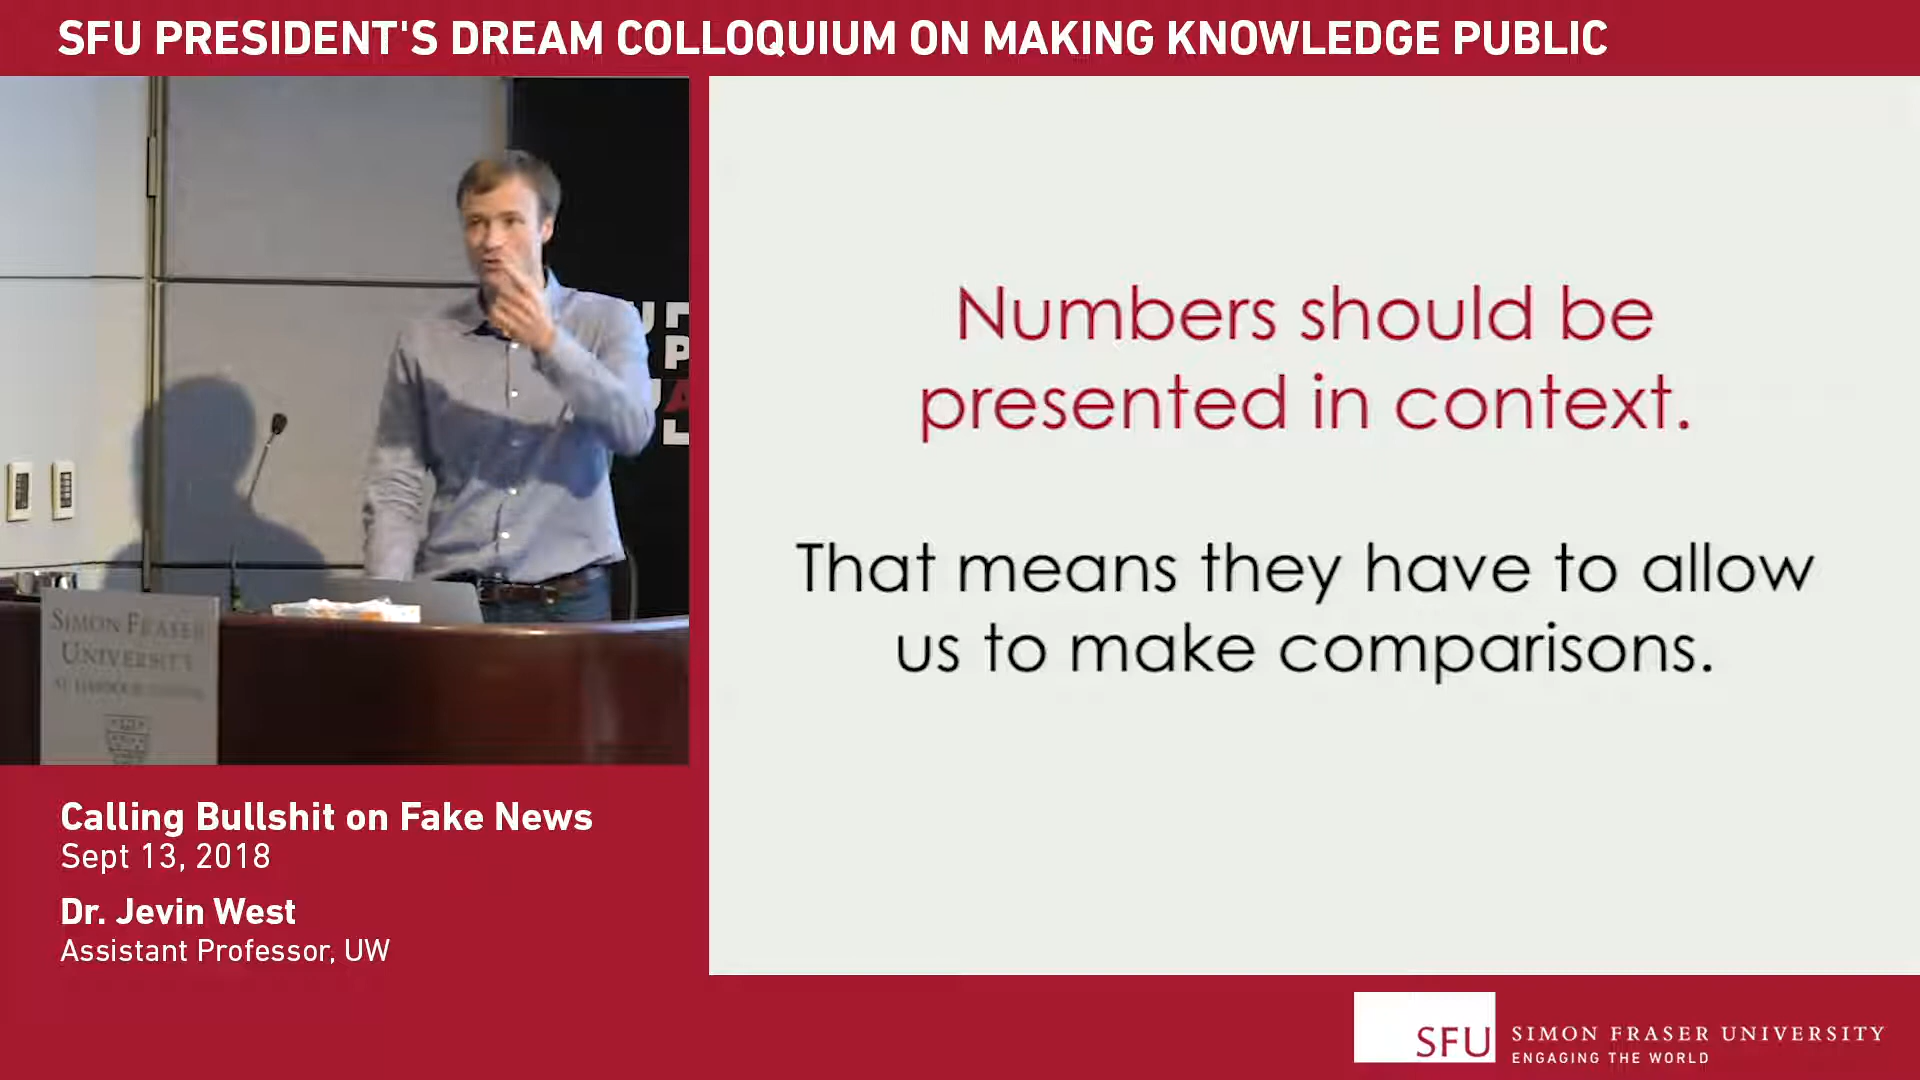 SFU PRESIDENT'S DREAM COLLOQUIUM ON MAKING KNOWLEDGE PUBLIC
Numbers should be
presented in context.
That means they have to allow
us to make comparisons.
SIMON FRASER
UNIVERSITY
Calling Bullshit on Fake News
Sept 13, 2018
Dr. Jevin West
Assistant Professor, UW
SFU
SIMON FRASER UNIVERSITY
ENGAGING THE WORLD